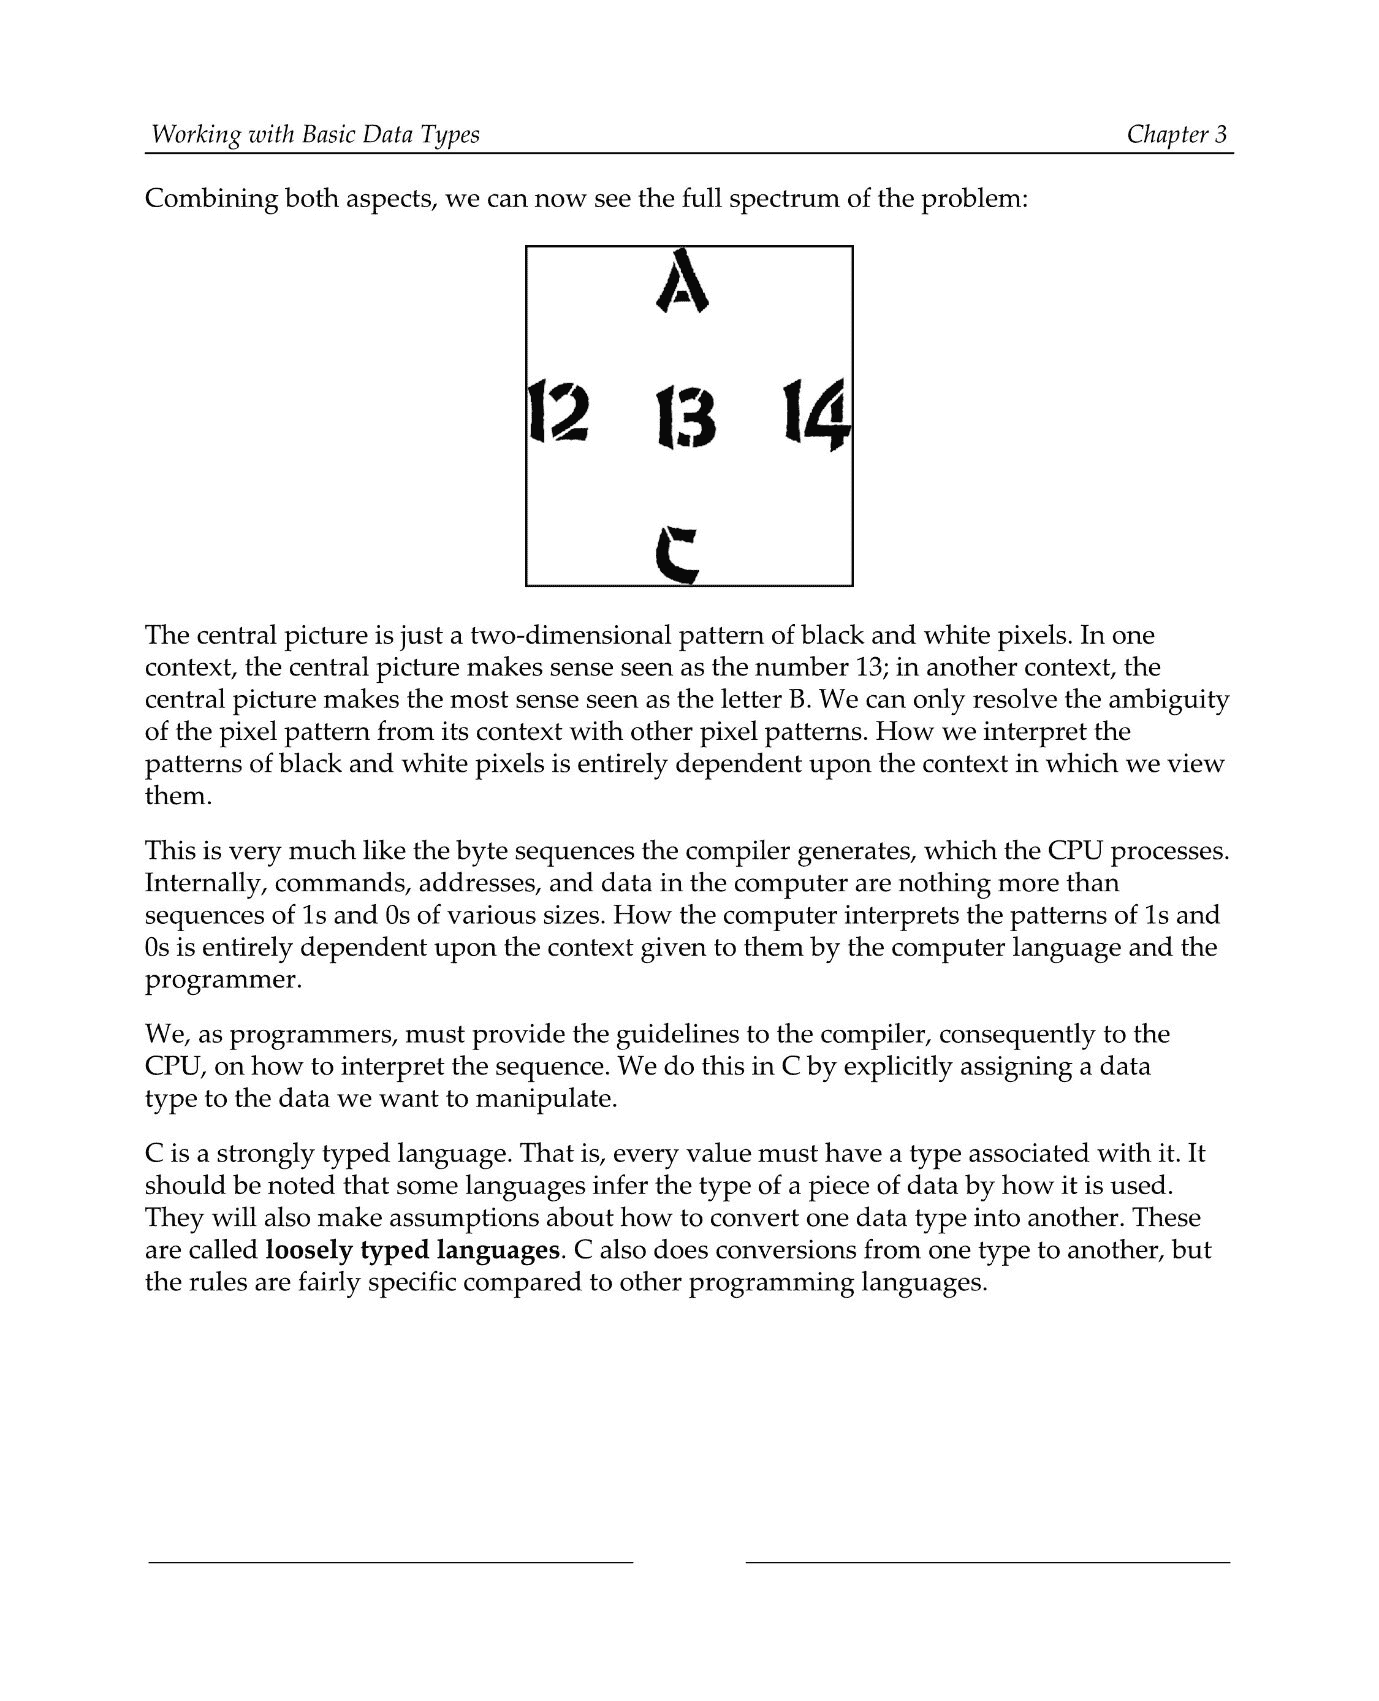 Working with Basic Data Types Chapter 3
Combining both aspects, we can now see the full spectrum of the problem:
A
12 13 14
C
The central picture is just a two-dimensional pattern of black and white pixels. In one
context, the central picture makes sense seen as the number 13; in another context, the
central picture makes the most sense seen as the letter B. We can only resolve the ambiguity
of the pixel pattern from its context with other pixel patterns. How we interpret the
patterns of black and white pixels is entirely dependent upon the context in which we view
them.
This is very much like the byte sequences the compiler generates, which the CPU processes.
Internally, commands, addresses, and data in the computer are nothing more than
sequences of 1s and 0s of various sizes. How the computer interprets the patterns of 1s and
0s is entirely dependent upon the context given to them by the computer language and the
programmer.
We, as programmers, must provide the guidelines to the compiler, consequently to the
CPU, on how to interpret the sequence. We do this in C by explicitly assigning a data
type to the data we want to manipulate.
C is a strongly typed language. That is, every value must have a type associated with it. It
should be noted that some languages infer the type of a piece of data by how it is used.
They will also make assumptions about how to convert one data type into another. These
are called loosely typed languages. C also does conversions from one type to another, but
the rules are fairly specific compared to other programming languages.